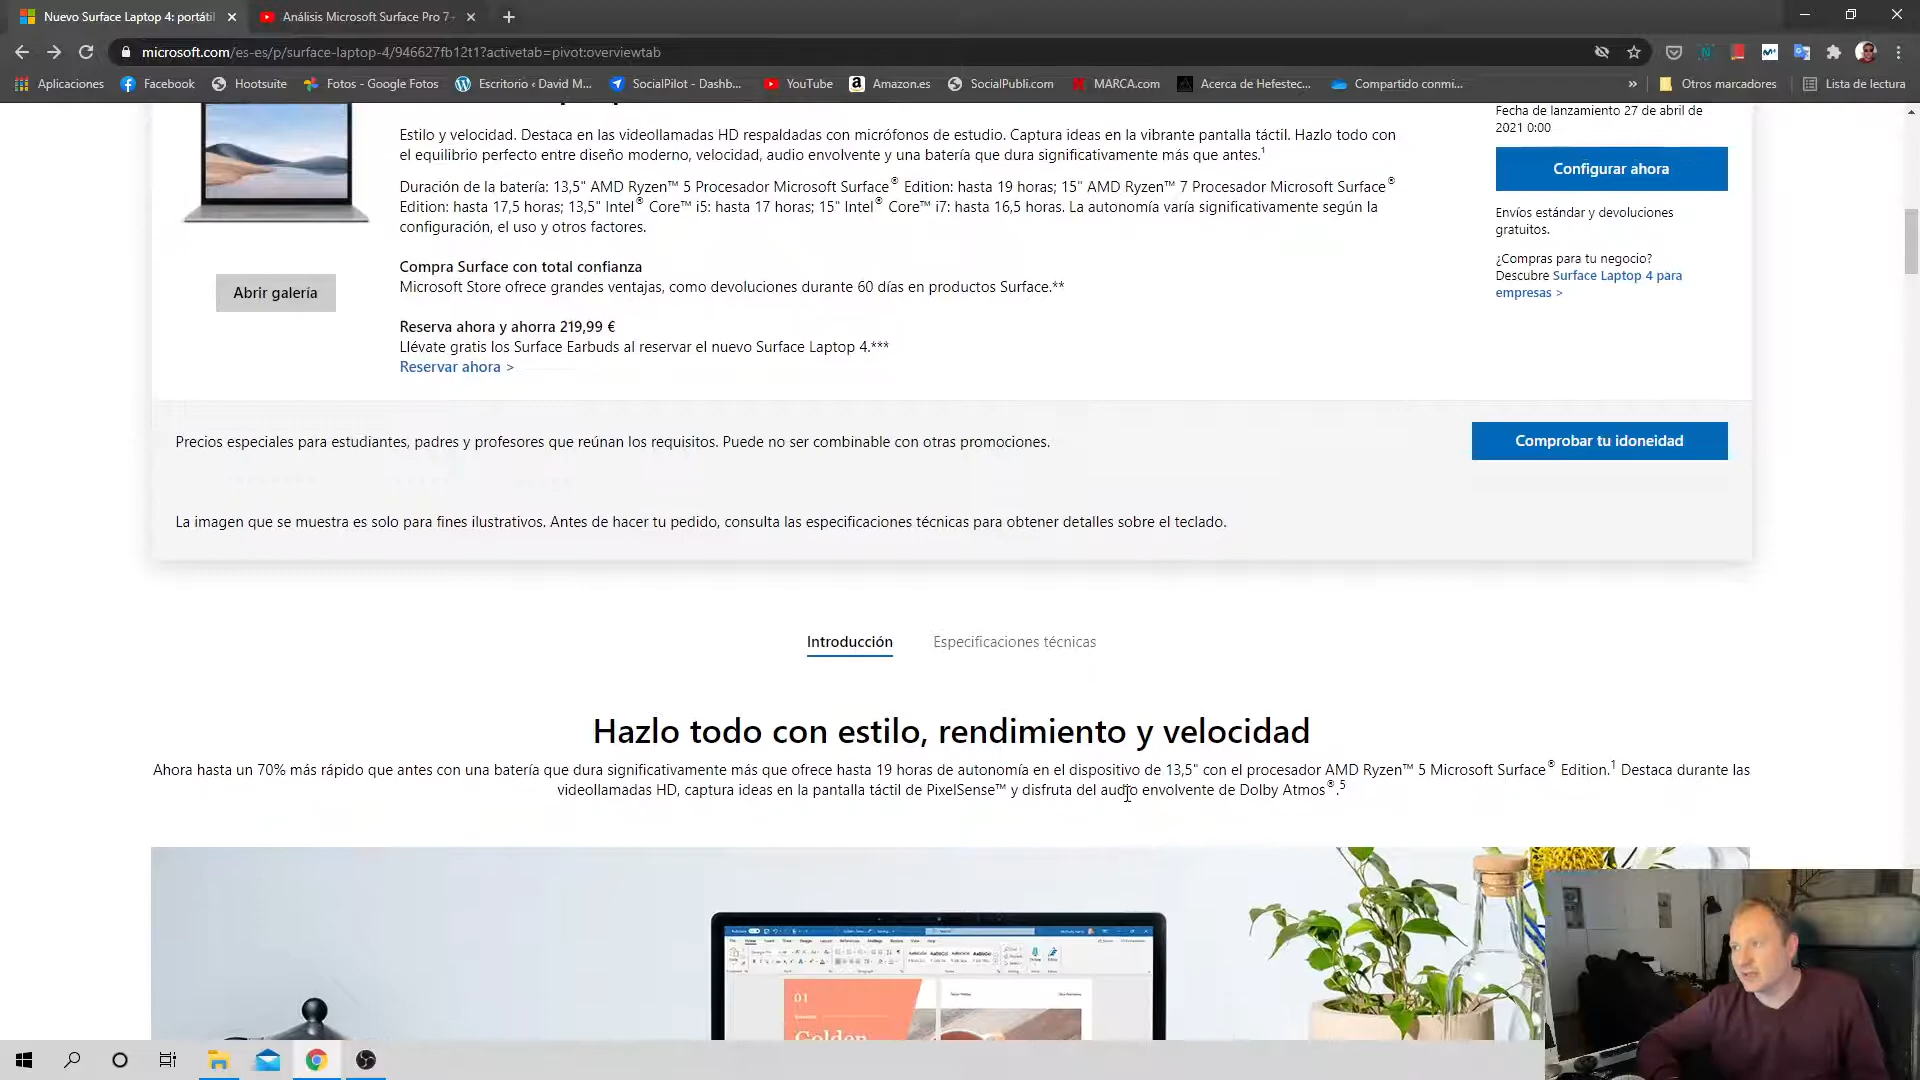 Nuevo Surface Laptop 4: portátil
Análisis Microsoft Surface Pro 7+
microsoft.com/es-es/p/surface-laptop-4/946627fb12t1?activetab=pivot:overviewtab
Aplicaciones
Facebook
Hootsuite
Fotos - Google Fotos
Escritorio ‹ David M...
SocialPilot - Dashb...
YouTube
Amazon.es
SocialPubli.com
MARCA.com
Acerca de Hefestec...
Compartido conmi...
»
Otros marcadores
Lista de lectura
Estilo y velocidad. Destaca en las videollamadas HD respaldadas con micrófonos de estudio. Captura ideas en la vibrante pantalla táctil. Hazlo todo con
el equilibrio perfecto entre diseño moderno, velocidad, audio envolvente y una batería que dura significativamente más que antes.¹
Duración de la batería: 13,5" AMD Ryzen™ 5 Procesador Microsoft Surface® Edition: hasta 19 horas; 15" AMD Ryzen™ 7 Procesador Microsoft Surface®
Edition: hasta 17,5 horas; 13,5" Intel® Core™ i5: hasta 17 horas; 15" Intel® Core™ i7: hasta 16,5 horas. La autonomía varía significativamente según la
configuración, el uso y otros factores.
Compra Surface con total confianza
Microsoft Store ofrece grandes ventajas, como devoluciones durante 60 días en productos Surface.**
Abrir galería
Reserva ahora y ahorra 219,99 €
Llévate gratis los Surface Earbuds al reservar el nuevo Surface Laptop 4.***
Reservar ahora >
Fecha de lanzamiento 27 de abril de
2021 0:00
Configurar ahora
Envíos estándar y devoluciones
gratuitos.
¿Compras para tu negocio?
Descubre Surface Laptop 4 para
empresas >
Precios especiales para estudiantes, padres y profesores que reúnan los requisitos. Puede no ser combinable con otras promociones.
Comprobar tu idoneidad
La imagen que se muestra es solo para fines ilustrativos. Antes de hacer tu pedido, consulta las especificaciones técnicas para obtener detalles sobre el teclado.
Introducción
Especificaciones técnicas
Hazlo todo con estilo, rendimiento y velocidad
Ahora hasta un 70% más rápido que antes con una batería que dura significativamente más que ofrece hasta 19 horas de autonomía en el dispositivo de 13,5" con el procesador AMD Ryzen™ 5 Microsoft Surface® Edition.¹ Destaca durante las
videollamadas HD, captura ideas en la pantalla táctil de PixelSense™ y disfruta del audio envolvente de Dolby Atmos®.⁵
01
Golden